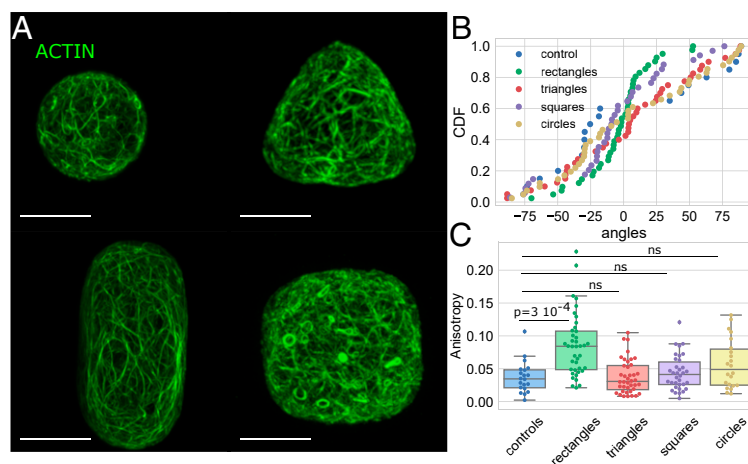 A
ACTIN
B
1.0
0.8
0.6
0.4
0.2
0.0
CDF
control
rectangles
triangles
squares
circles
−75 −50 −25 0 25 50 75
angles
C
0.20
0.15
0.10
0.05
0.00
Anisotropy
ns
ns
ns
p=3 10⁻⁴
controls
rectangles
triangles
squares
circles